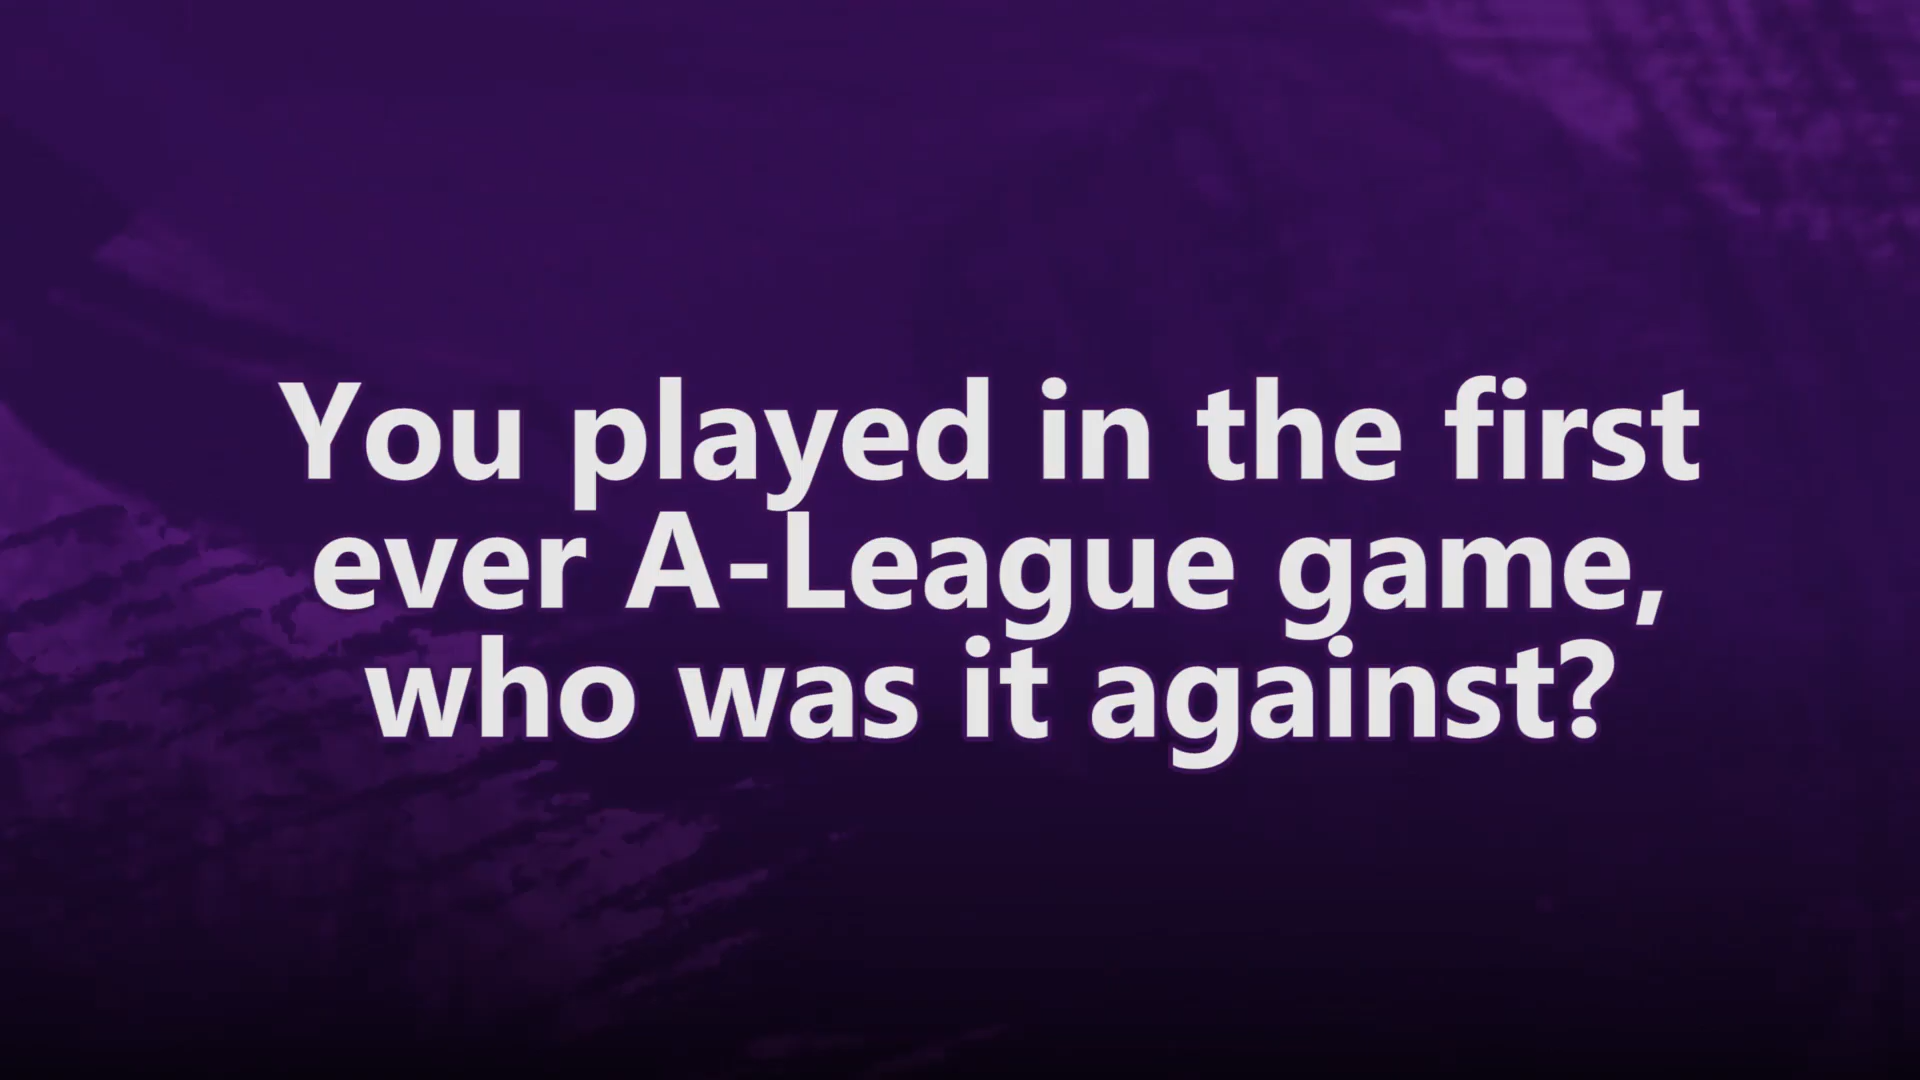 You played in the first
ever A-League game,
who was it against?